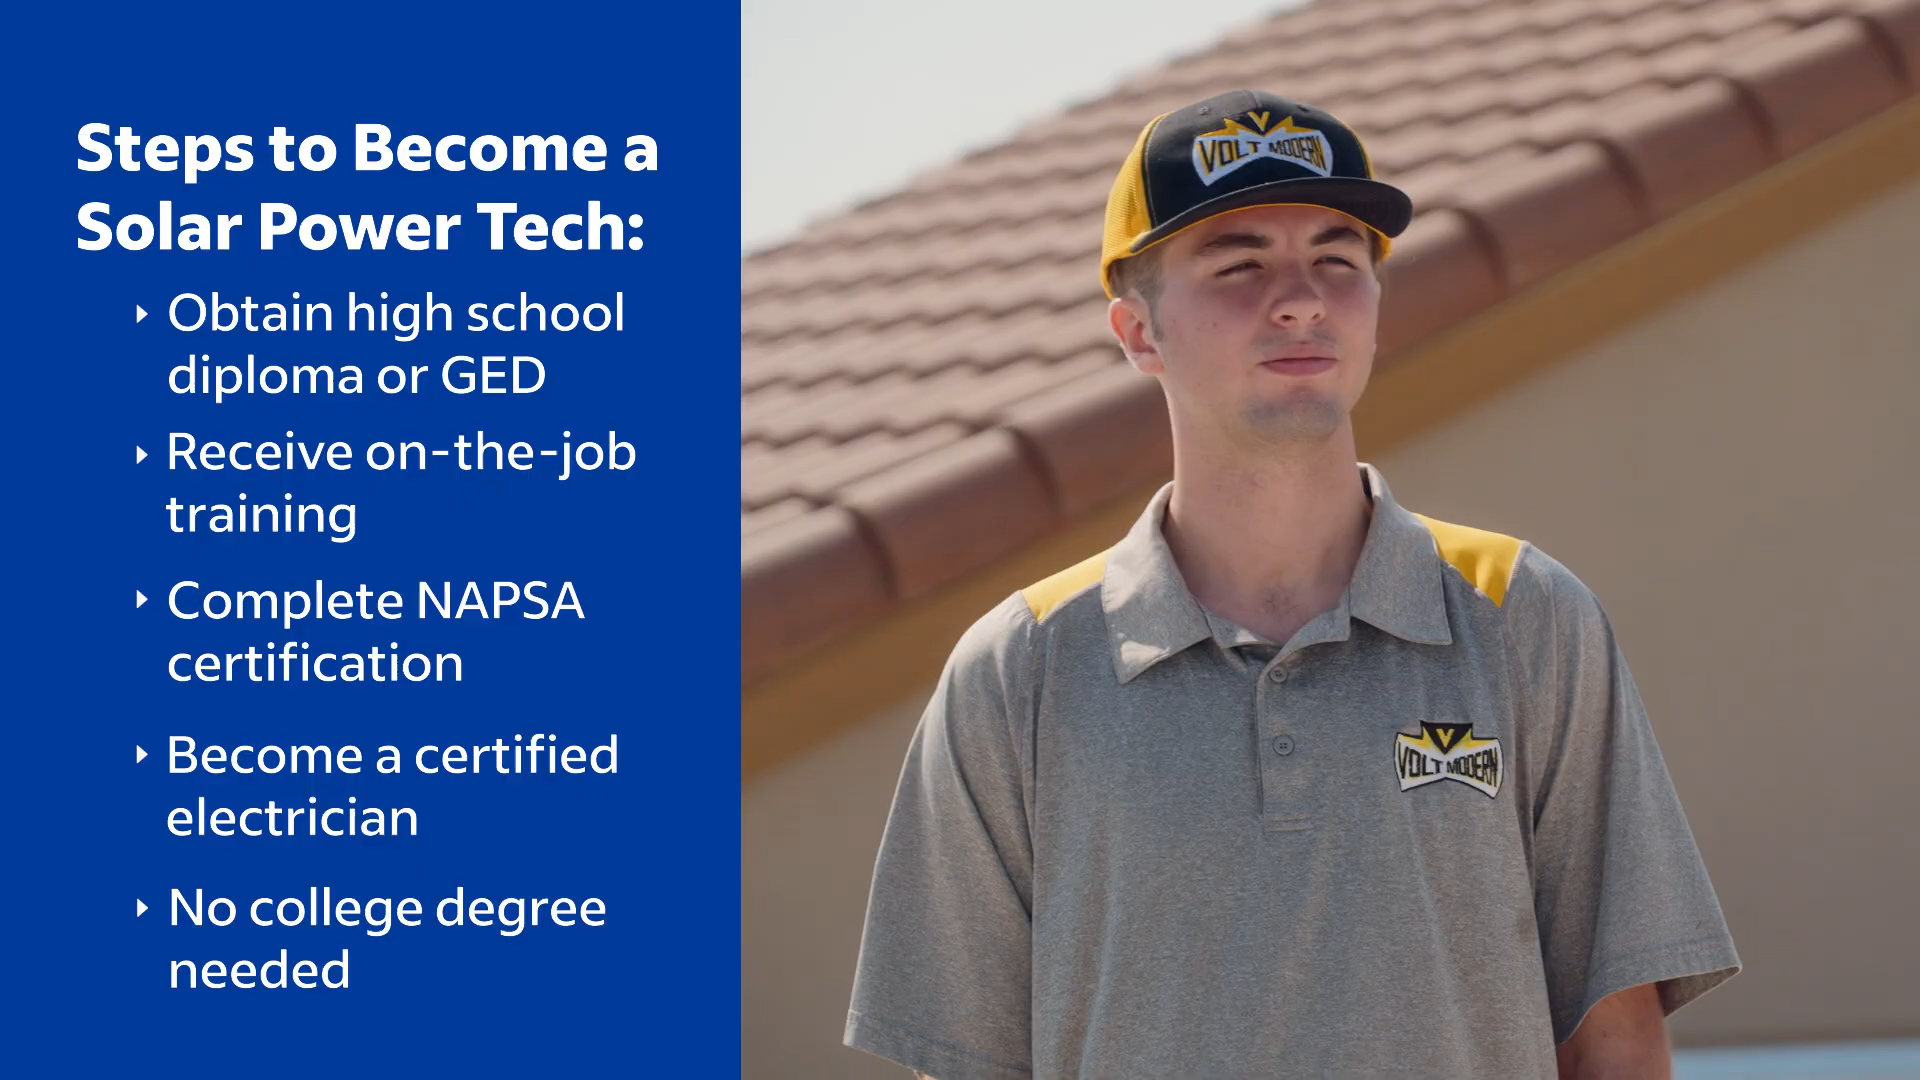 Steps to Become a
Solar Power Tech:
Obtain high school
diploma or GED
Receive on-the-job
training
Complete NAPSA
certification
Become a certified
electrician
No college degree
needed
V
VOLT MODERN
V
VOLT MODERN